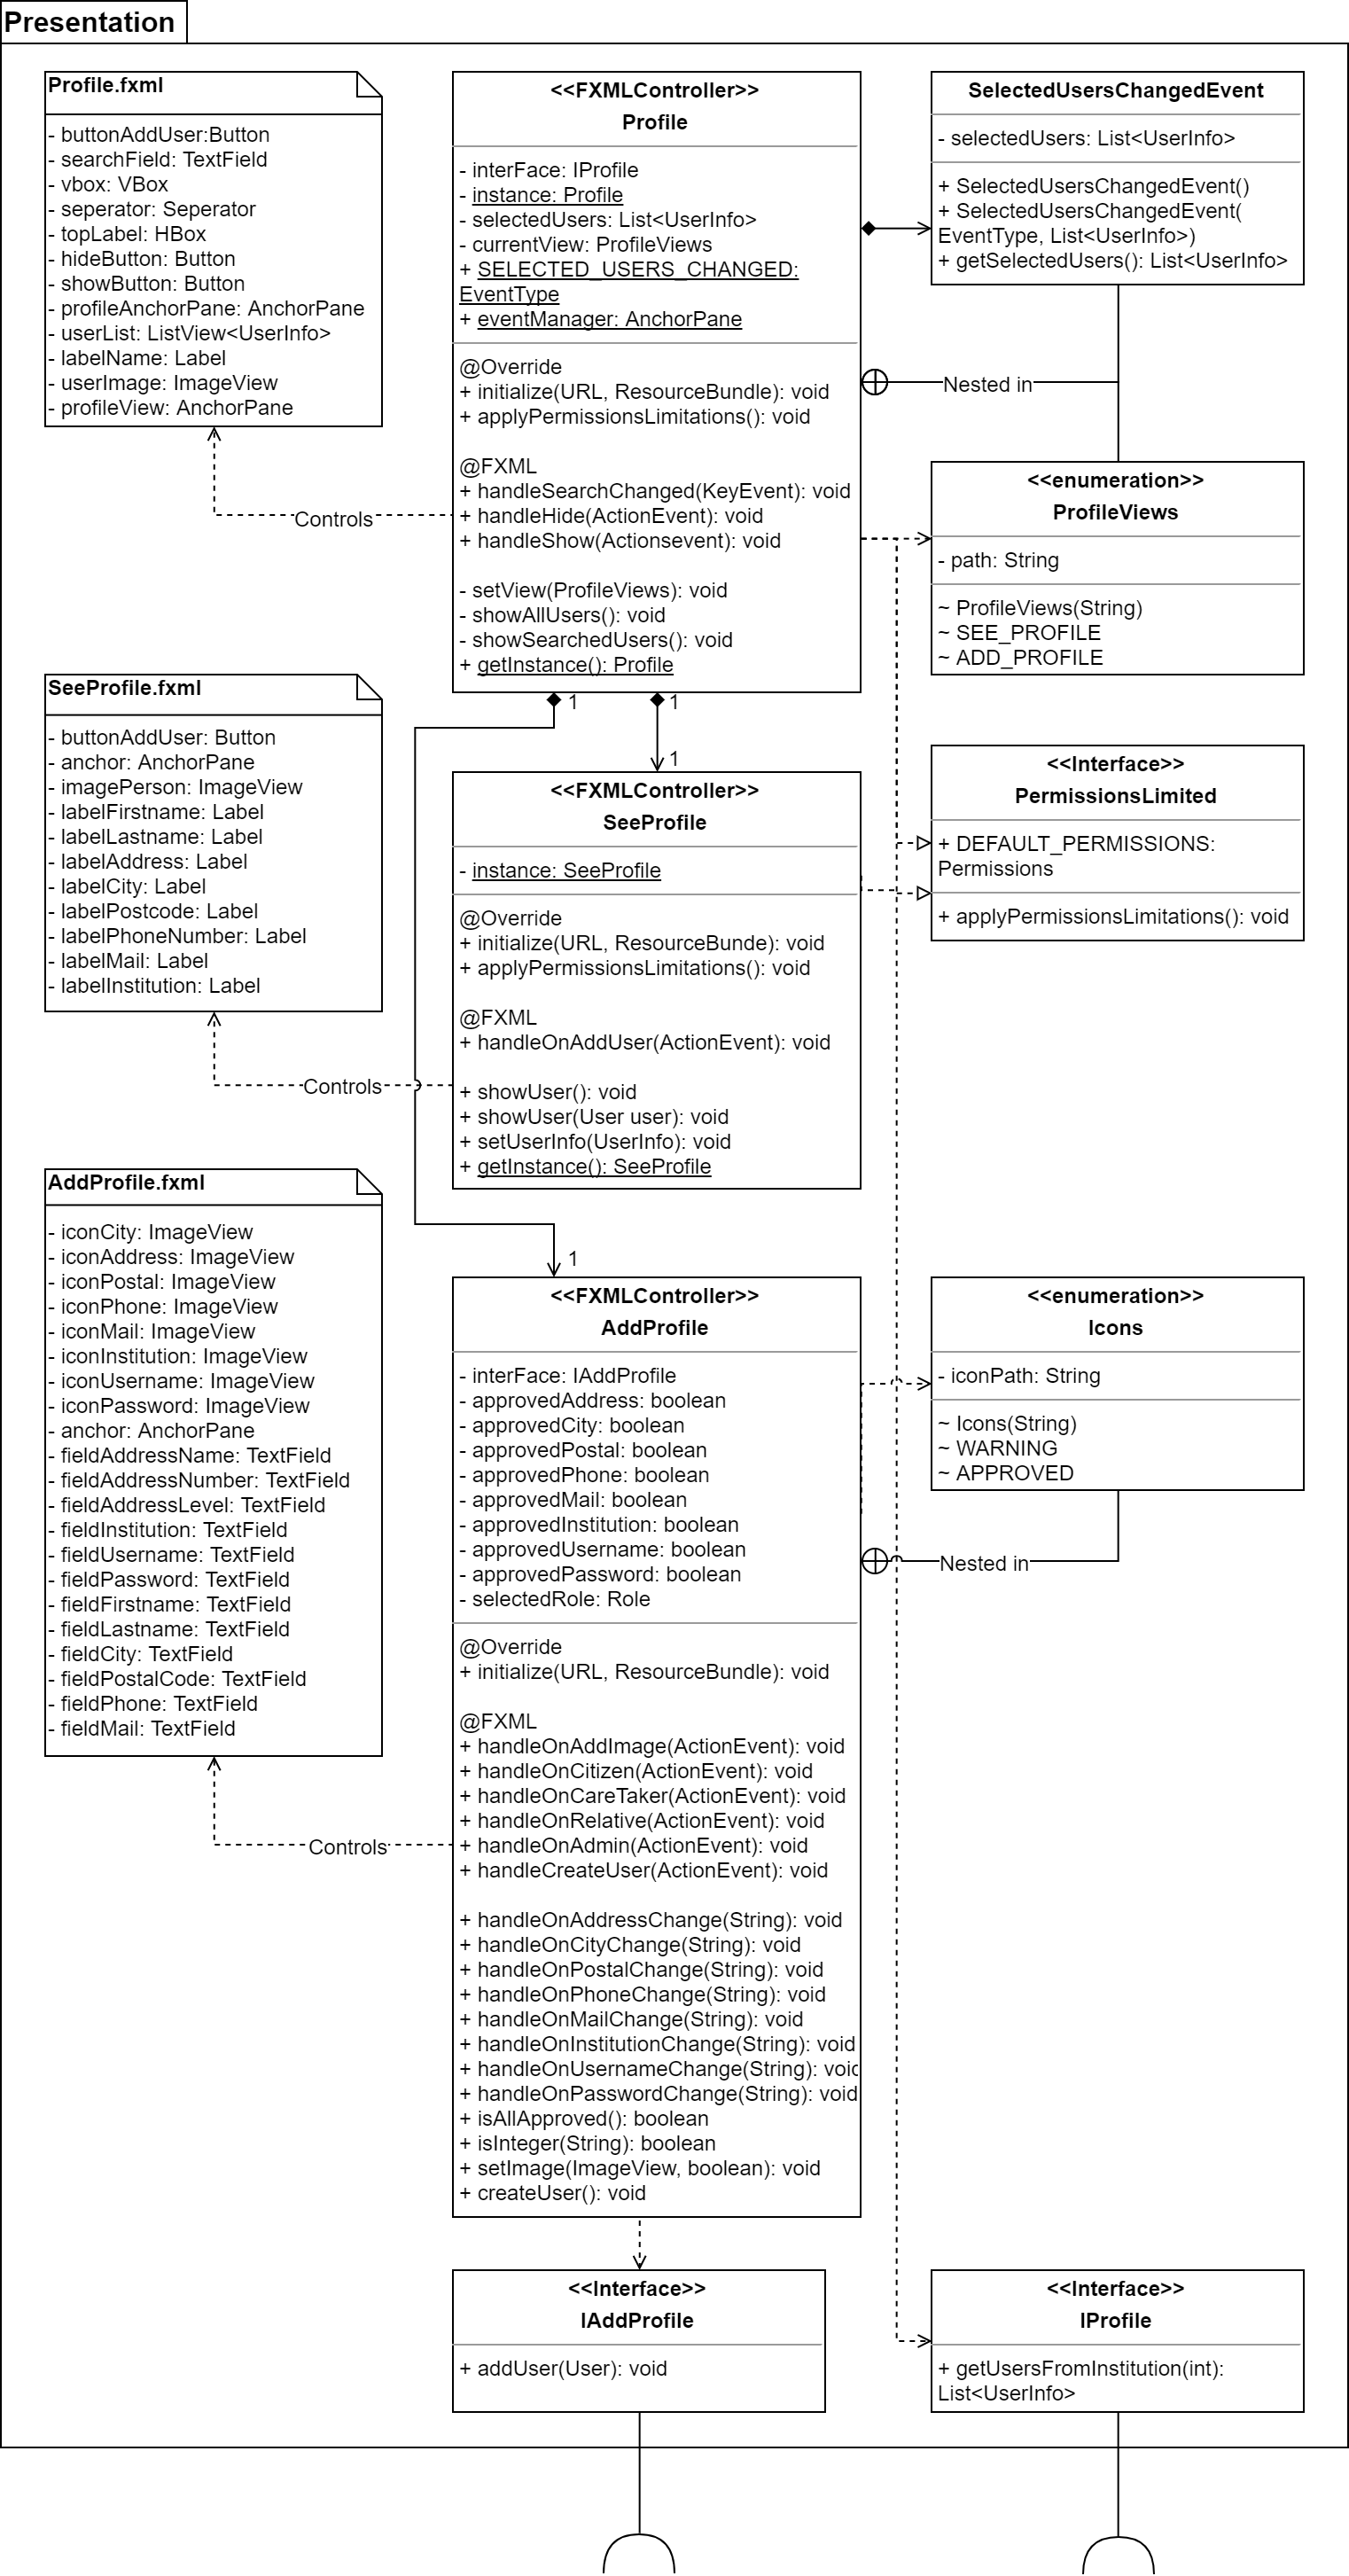 Presentation
Profile.fxml
- buttonAddUser:Button
- searchField: TextField
- vbox: VBox
- seperator: Seperator
- topLabel: HBox
- hideButton: Button
- showButton: Button
- profileAnchorPane: AnchorPane
- userList: ListView<UserInfo>
- labelName: Label
- userImage: ImageView
- profileView: AnchorPane
<<FXMLController>>
Profile
- interFace: IProfile
- instance: Profile
- selectedUsers: List<UserInfo>
- currentView: ProfileViews
+ SELECTED_USERS_CHANGED:
EventType
+ eventManager: AnchorPane
@Override
+ initialize(URL, ResourceBundle): void
+ applyPermissionsLimitations(): void
@FXML
+ handleSearchChanged(KeyEvent): void
+ handleHide(ActionEvent): void
+ handleShow(Actionsevent): void
- setView(ProfileViews): void
- showAllUsers(): void
- showSearchedUsers(): void
+ getInstance(): Profile
SelectedUsersChangedEvent
- selectedUsers: List<UserInfo>
+ SelectedUsersChangedEvent()
+ SelectedUsersChangedEvent(
EventType, List<UserInfo>)
+ getSelectedUsers(): List<UserInfo>
Nested in
Controls
<<enumeration>>
ProfileViews
- path: String
~ ProfileViews(String)
~ SEE_PROFILE
~ ADD_PROFILE
1
1
1
SeeProfile.fxml
- buttonAddUser: Button
- anchor: AnchorPane
- imagePerson: ImageView
- labelFirstname: Label
- labelLastname: Label
- labelAddress: Label
- labelCity: Label
- labelPostcode: Label
- labelPhoneNumber: Label
- labelMail: Label
- labelInstitution: Label
<<FXMLController>>
SeeProfile
- instance: SeeProfile
@Override
+ initialize(URL, ResourceBunde): void
+ applyPermissionsLimitations(): void
@FXML
+ handleOnAddUser(ActionEvent): void
+ showUser(): void
+ showUser(User user): void
+ setUserInfo(UserInfo): void
+ getInstance(): SeeProfile
<<Interface>>
PermissionsLimited
+ DEFAULT_PERMISSIONS:
Permissions
+ applyPermissionsLimitations(): void
Controls
1
AddProfile.fxml
- iconCity: ImageView
- iconAddress: ImageView
- iconPostal: ImageView
- iconPhone: ImageView
- iconMail: ImageView
- iconInstitution: ImageView
- iconUsername: ImageView
- iconPassword: ImageView
- anchor: AnchorPane
- fieldAddressName: TextField
- fieldAddressNumber: TextField
- fieldAddressLevel: TextField
- fieldInstitution: TextField
- fieldUsername: TextField
- fieldPassword: TextField
- fieldFirstname: TextField
- fieldLastname: TextField
- fieldCity: TextField
- fieldPostalCode: TextField
- fieldPhone: TextField
- fieldMail: TextField
<<FXMLController>>
AddProfile
- interFace: IAddProfile
- approvedAddress: boolean
- approvedCity: boolean
- approvedPostal: boolean
- approvedPhone: boolean
- approvedMail: boolean
- approvedInstitution: boolean
- approvedUsername: boolean
- approvedPassword: boolean
- selectedRole: Role
@Override
+ initialize(URL, ResourceBundle): void
@FXML
+ handleOnAddImage(ActionEvent): void
+ handleOnCitizen(ActionEvent): void
+ handleOnCareTaker(ActionEvent): void
+ handleOnRelative(ActionEvent): void
+ handleOnAdmin(ActionEvent): void
+ handleCreateUser(ActionEvent): void
+ handleOnAddressChange(String): void
+ handleOnCityChange(String): void
+ handleOnPostalChange(String): void
+ handleOnPhoneChange(String): void
+ handleOnMailChange(String): void
+ handleOnInstitutionChange(String): void
+ handleOnUsernameChange(String): void
+ handleOnPasswordChange(String): void
+ isAllApproved(): boolean
+ isInteger(String): boolean
+ setImage(ImageView, boolean): void
+ createUser(): void
<<enumeration>>
Icons
- iconPath: String
~ Icons(String)
~ WARNING
~ APPROVED
Nested in
Controls
<<Interface>>
IAddProfile
+ addUser(User): void
<<Interface>>
IProfile
+ getUsersFromInstitution(int):
List<UserInfo>